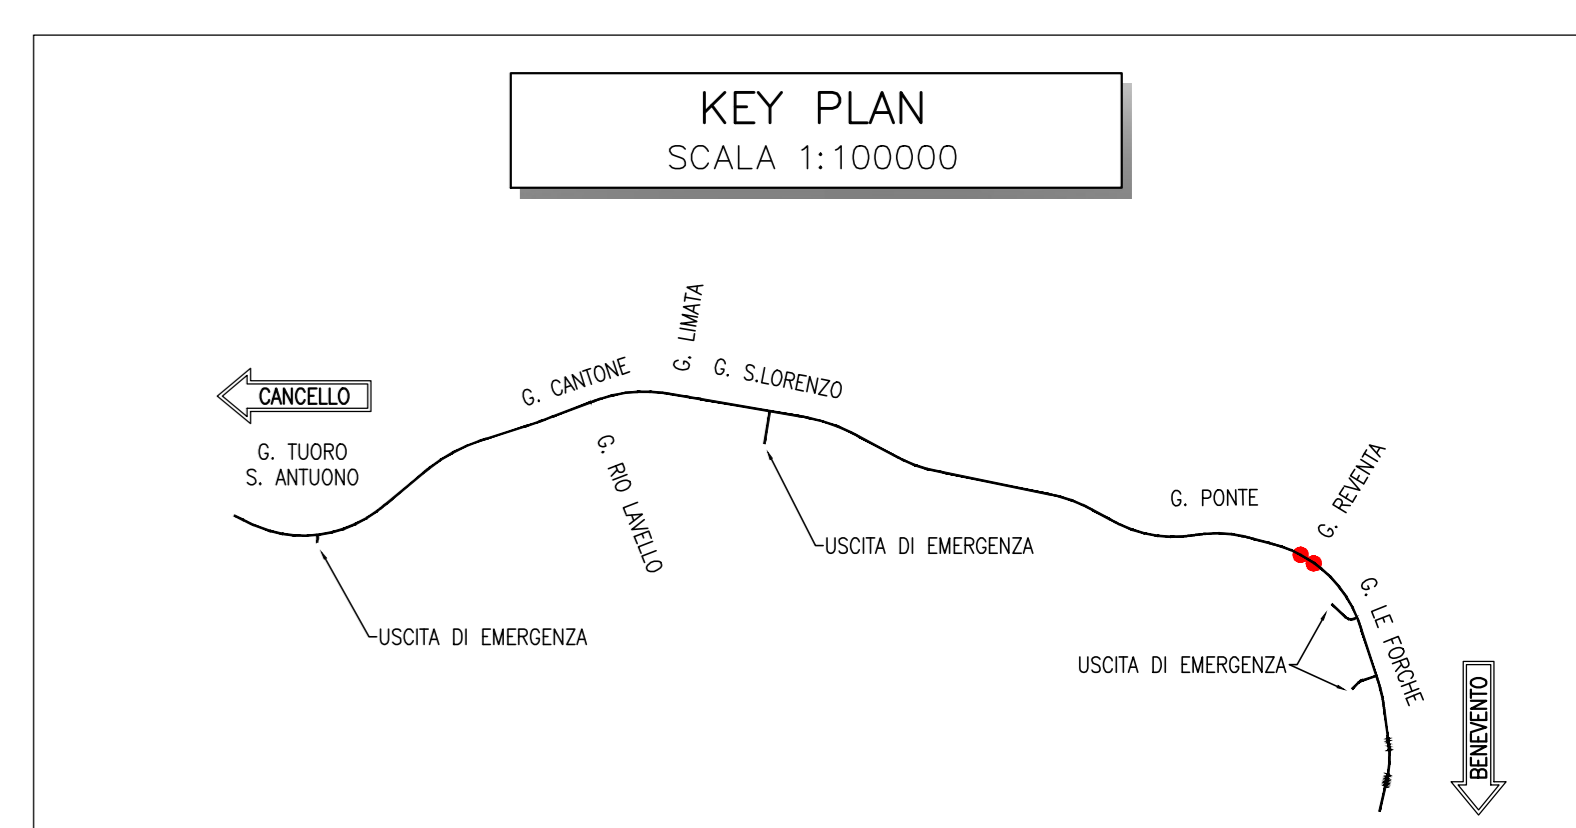 KEY PLAN
SCALA 1:100000
G. LIMATA
G. CANTONE
G. S.LORENZO
CANCELLO
G. TUORO
S. ANTUONO
G. RIO LAVELLO
G. PONTE
G. REVENTA
USCITA DI EMERGENZA
USCITA DI EMERGENZA
G. LE FORCHE
USCITA DI EMERGENZA
BENEVENTO